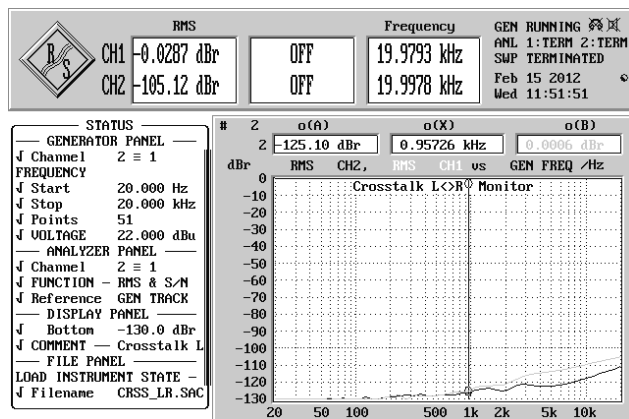 RMS Frequency
GEN RUNNING
R S
CH1 -0.0287 dBr OFF 19.9793 kHz
ANL 1:TERM 2:TERM
SWP TERMINATED
CH2 -105.12 dBr OFF 19.9978 kHz
Feb 15 2012
Wed 11:51:51
STATUS
GENERATOR PANEL
Channel 2 ≡ 1
FREQUENCY
Start 20.000 Hz
Stop 20.000 kHz
Points 51
VOLTAGE 22.000 dBu
ANALYZER PANEL
Channel 2 ≡ 1
FUNCTION — RMS & S/N
Reference GEN TRACK
DISPLAY PANEL
Bottom -130.0 dBr
COMMENT — Crosstalk L
FILE PANEL
LOAD INSTRUMENT STATE —
Filename CRSS_LR.SAC
# 2 o(A) o(X) o(B)
2 -125.10 dBr 0.95726 kHz 0.0006 dBr
dBr RMS CH2, RMS CH1 vs GEN FREQ /Hz
Crosstalk L<>R Monitor
0
-10
-20
-30
-40
-50
-60
-70
-80
-90
-100
-110
-120
-130
20 50 100 500 1k 2k 5k 10k